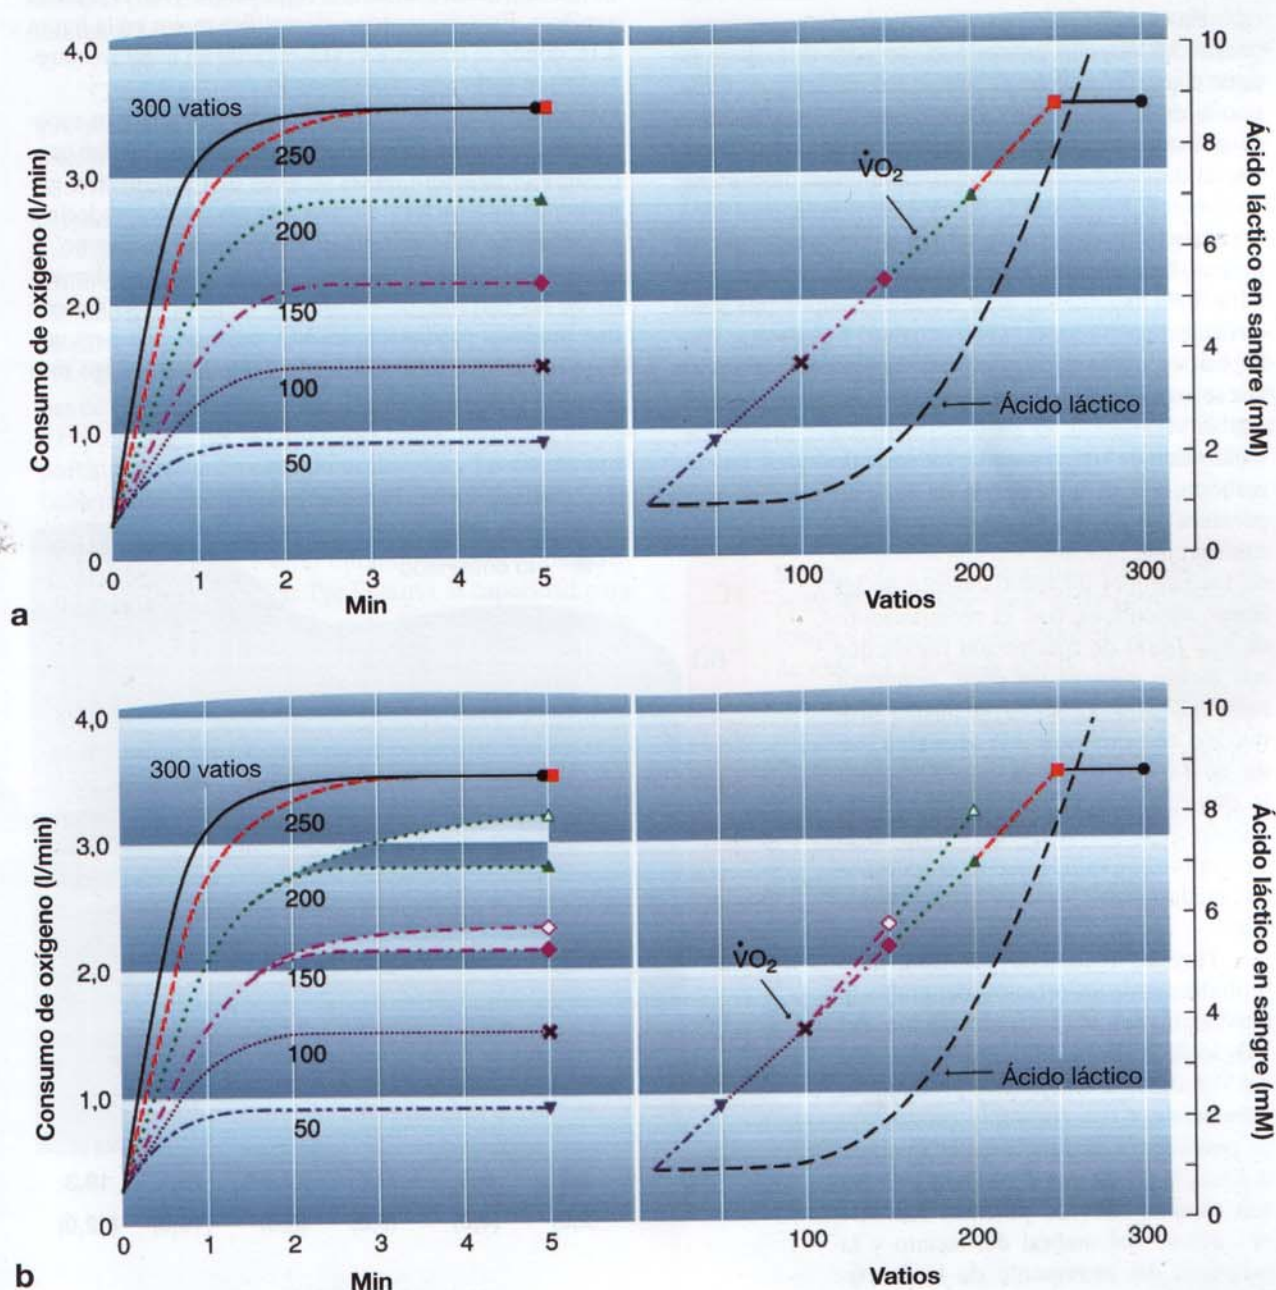 4,0
3,0
2,0
1,0
0
Consumo de oxígeno (l/min)
300 vatios
250
200
150
100
50
0 1 2 3 4 5
Min
V̇O₂
Ácido láctico
100 200 300
Vatios
10
8
6
4
2
0
Ácido láctico en sangre (mM)
a
4,0
3,0
2,0
1,0
0
Consumo de oxígeno (l/min)
300 vatios
250
200
150
100
50
0 1 2 3 4 5
Min
V̇O₂
Ácido láctico
100 200 300
Vatios
10
8
6
4
2
0
Ácido láctico en sangre (mM)
b